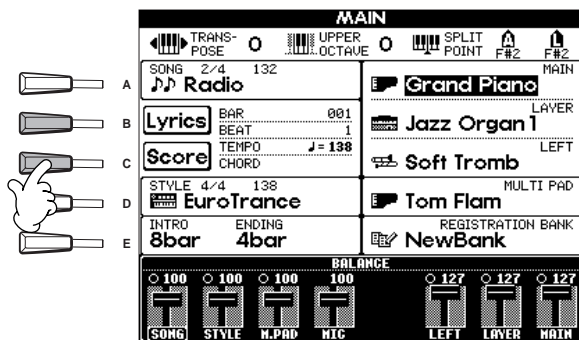 MAIN
TRANS-POSE 0 UPPER OCTAVE 0 SPLIT POINT A F#2 L F#2
SONG 2/4 132
Radio
MAIN
Grand Piano
A
Lyrics BAR 001
BEAT 1
LAYER
Jazz Organ1
B
Score TEMPO ♩=138
CHORD
LEFT
Soft Tromb
C
STYLE 4/4 138
EuroTrance
MULTI PAD
Tom Flam
D
INTRO ENDING
8bar 4bar
REGISTRATION BANK
NewBank
E
BALANCE
100 100 100 100 127 127 127
SONG STYLE M.PAD MIC LEFT LAYER MAIN